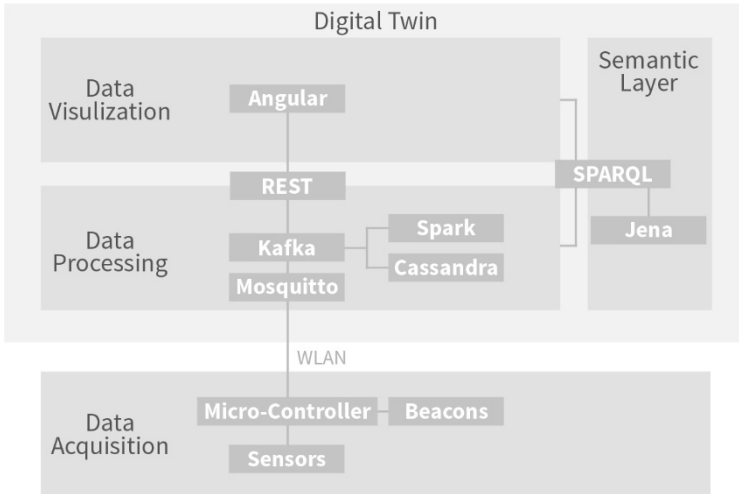 Digital Twin
Data
Visulization
Angular
Semantic
Layer
REST
SPARQL
Data
Processing
Kafka
Spark
Cassandra
Mosquitto
Jena
WLAN
Data
Acquisition
Micro-Controller
Beacons
Sensors